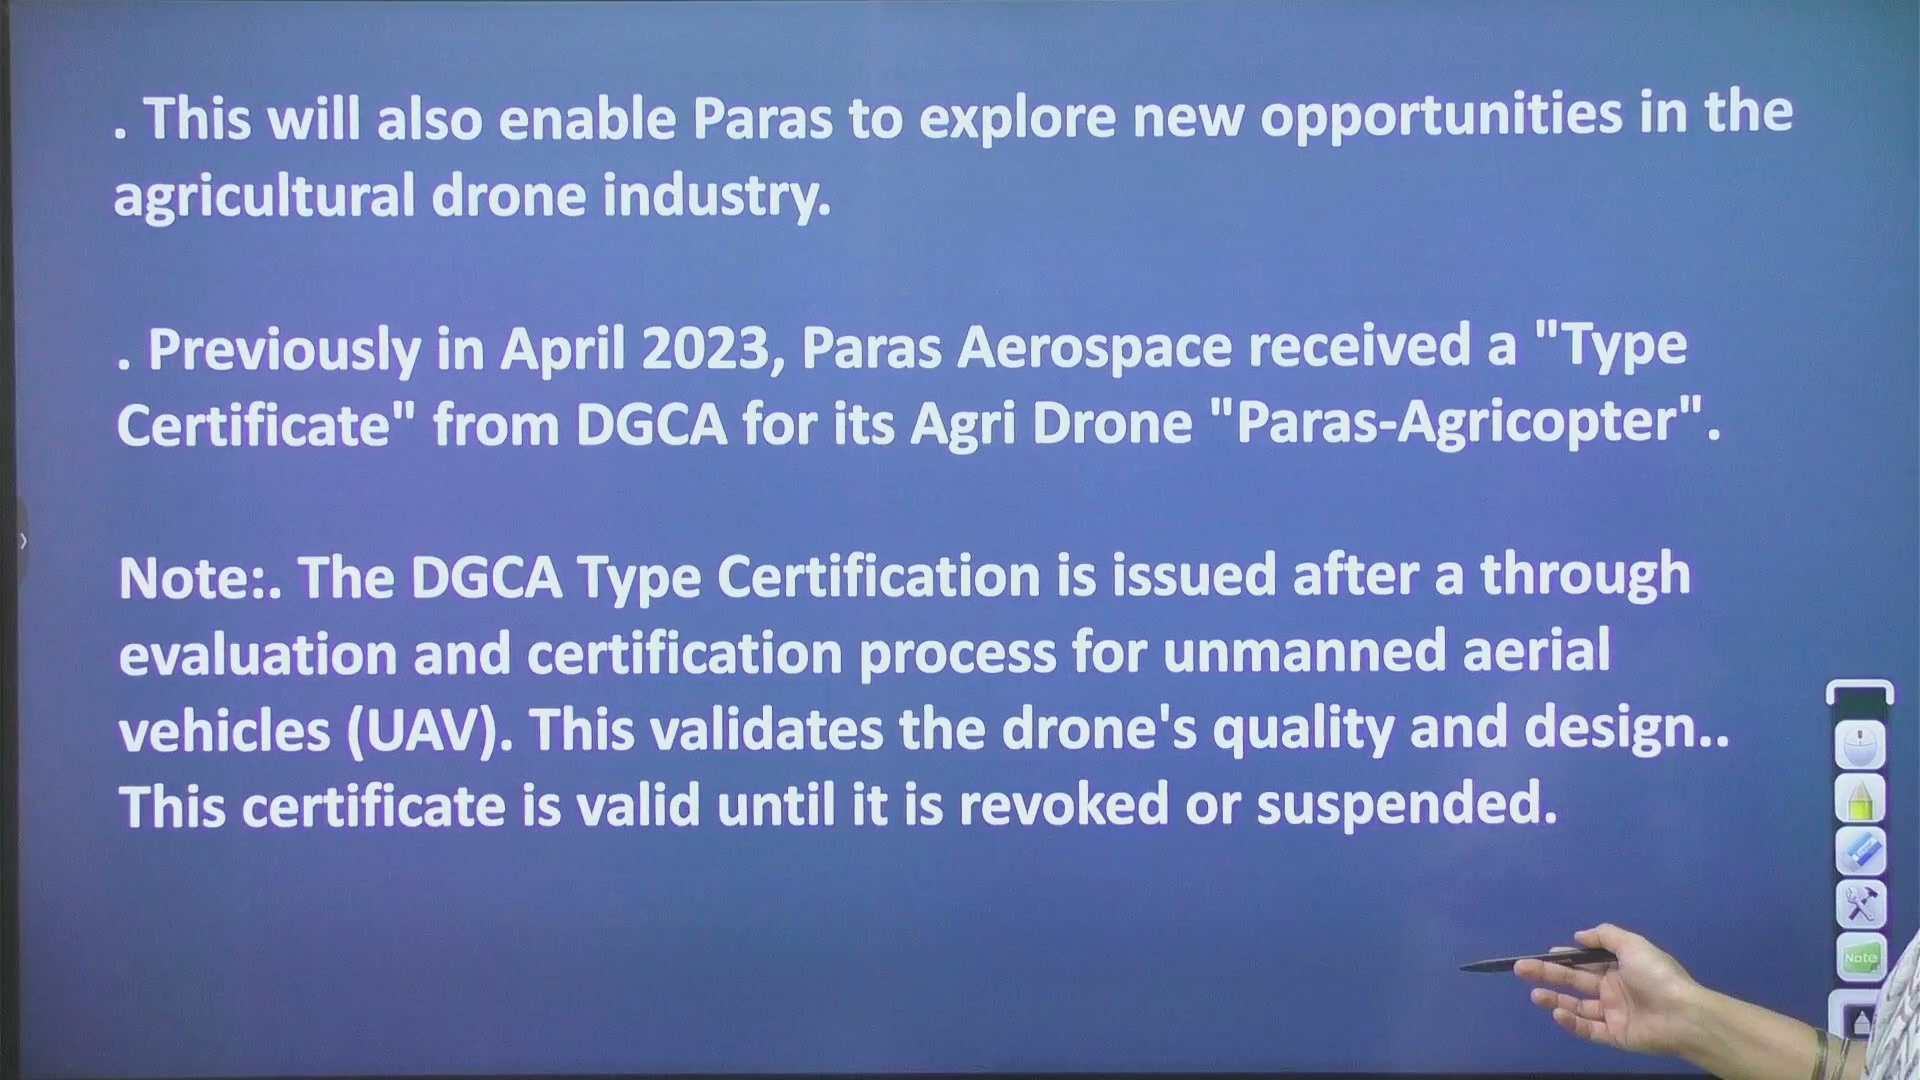 . This will also enable Paras to explore new opportunities in the
agricultural drone industry.
. Previously in April 2023, Paras Aerospace received a "Type
Certificate" from DGCA for its Agri Drone "Paras-Agricopter".
Note:. The DGCA Type Certification is issued after a through
evaluation and certification process for unmanned aerial
vehicles (UAV). This validates the drone's quality and design..
This certificate is valid until it is revoked or suspended.
Note